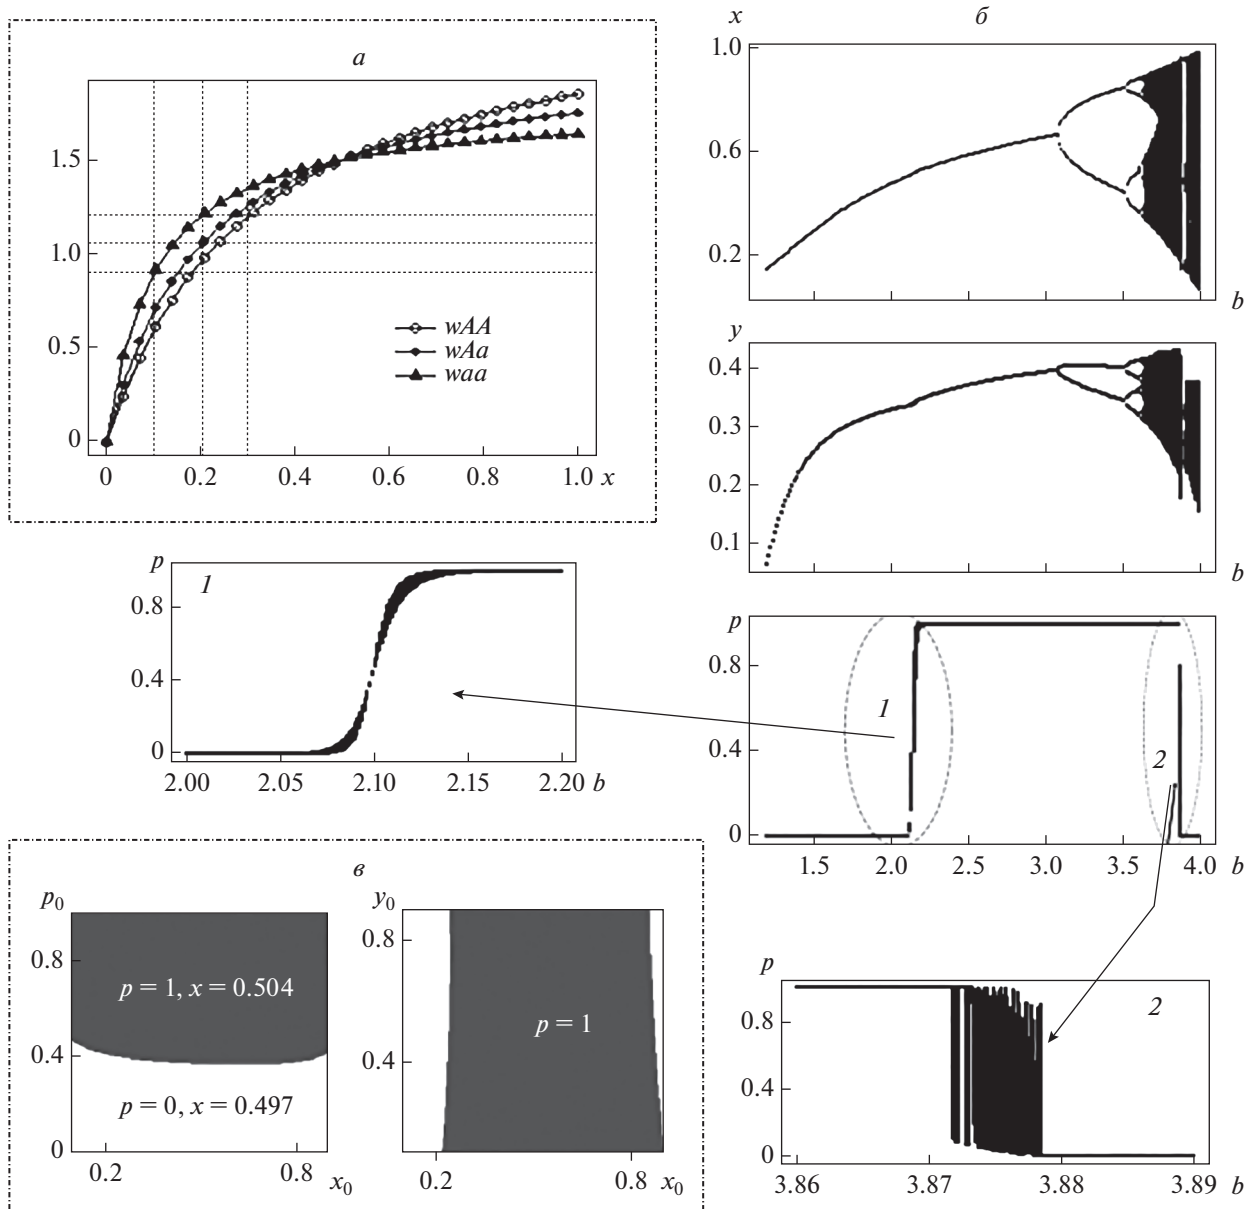 а
1.5
1.0
0.5
0
wAA
wAa
waa
0 0.2 0.4 0.6 0.8 1.0 x
б
x
1.0
0.6
0.2
b
y
0.4
0.3
0.2
0.1
b
p
1
0.8
0.4
0
2.00 2.05 2.10 2.15 2.20 b
p
0.8
0.4
0
1
2
1.5 2.0 2.5 3.0 3.5 4.0 b
в
p0
0.8
0.4
0
p = 1, x = 0.504
p = 0, x = 0.497
0.2 0.8 x0
y0
0.8
0.4
p = 1
0.2 0.8 x0
p
2
0.8
0.4
0
3.86 3.87 3.88 3.89 b